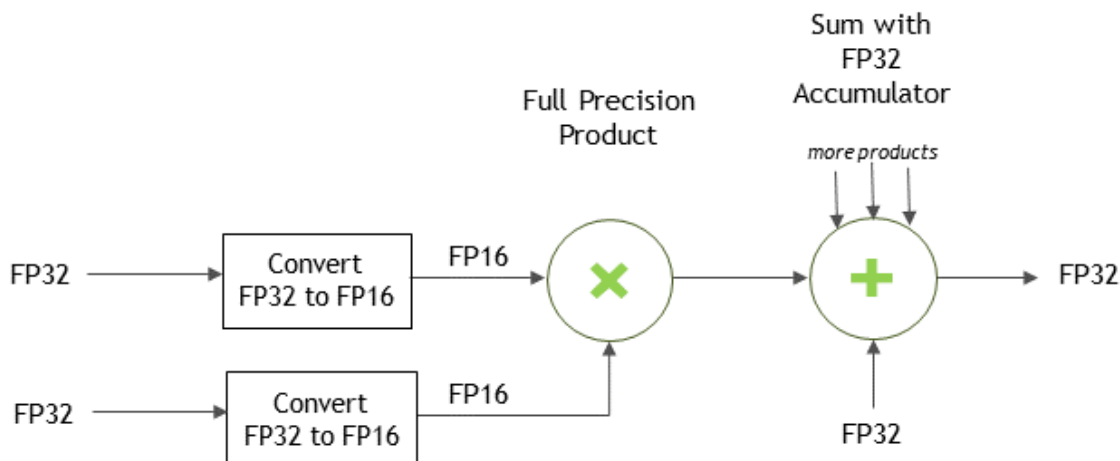 Sum with
FP32
Accumulator
Full Precision
Product
more products
FP32
Convert
FP32 to FP16
FP16
FP32
FP32
Convert
FP32 to FP16
FP16
FP32